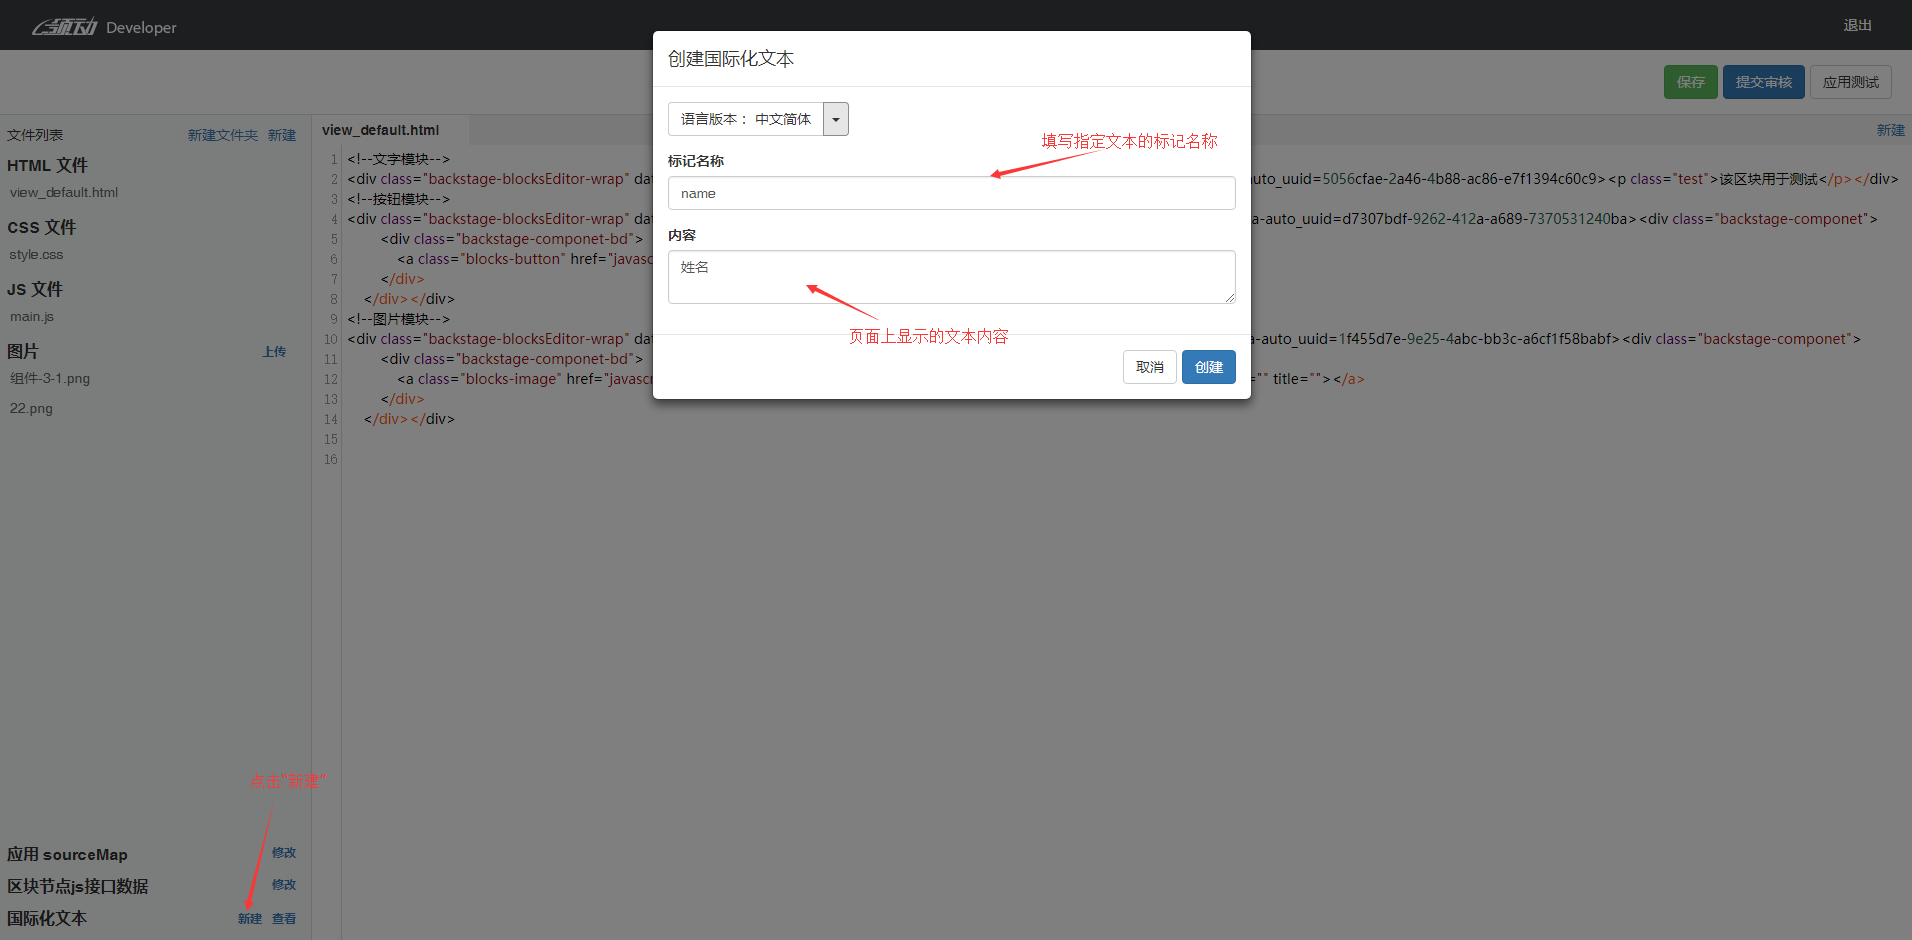 领动 Developer
退出
保存 提交审核 应用测试
文件列表 新建文件夹 新建
HTML 文件
view_default.html
CSS 文件
style.css
JS 文件
main.js
图片 上传
组件-3-1.png
22.png
应用 sourceMap 修改
区块节点js接口数据 修改
点击“新建”
国际化文本 新建 查看
view_default.html 新建
1 <!--文字模块-->
2 <div class="backstage-blocksEditor-wrap" dat auto_uuid=5056cfae-2a46-4b88-ac86-e7f1394c60c9><p class="test">该区块用于测试</p></div>
3 <!--按钮模块-->
4 <div class="backstage-blocksEditor-wrap" dat a-auto_uuid=d7307bdf-9262-412a-a689-7370531240ba><div class="backstage-componet">
5 <div class="backstage-componet-bd">
6 <a class="blocks-button" href="javasc
7 </div>
8 </div></div>
9 <!--图片模块-->
10 <div class="backstage-blocksEditor-wrap" dat a-auto_uuid=1f455d7e-9e25-4abc-bb3c-a6cf1f58babf><div class="backstage-componet">
11 <div class="backstage-componet-bd">
12 <a class="blocks-image" href="javascr ="" title=""></a>
13 </div>
14 </div></div>
15
16
创建国际化文本
语言版本： 中文简体
填写指定文本的标记名称
标记名称
name
内容
姓名
页面上显示的文本内容
取消 创建